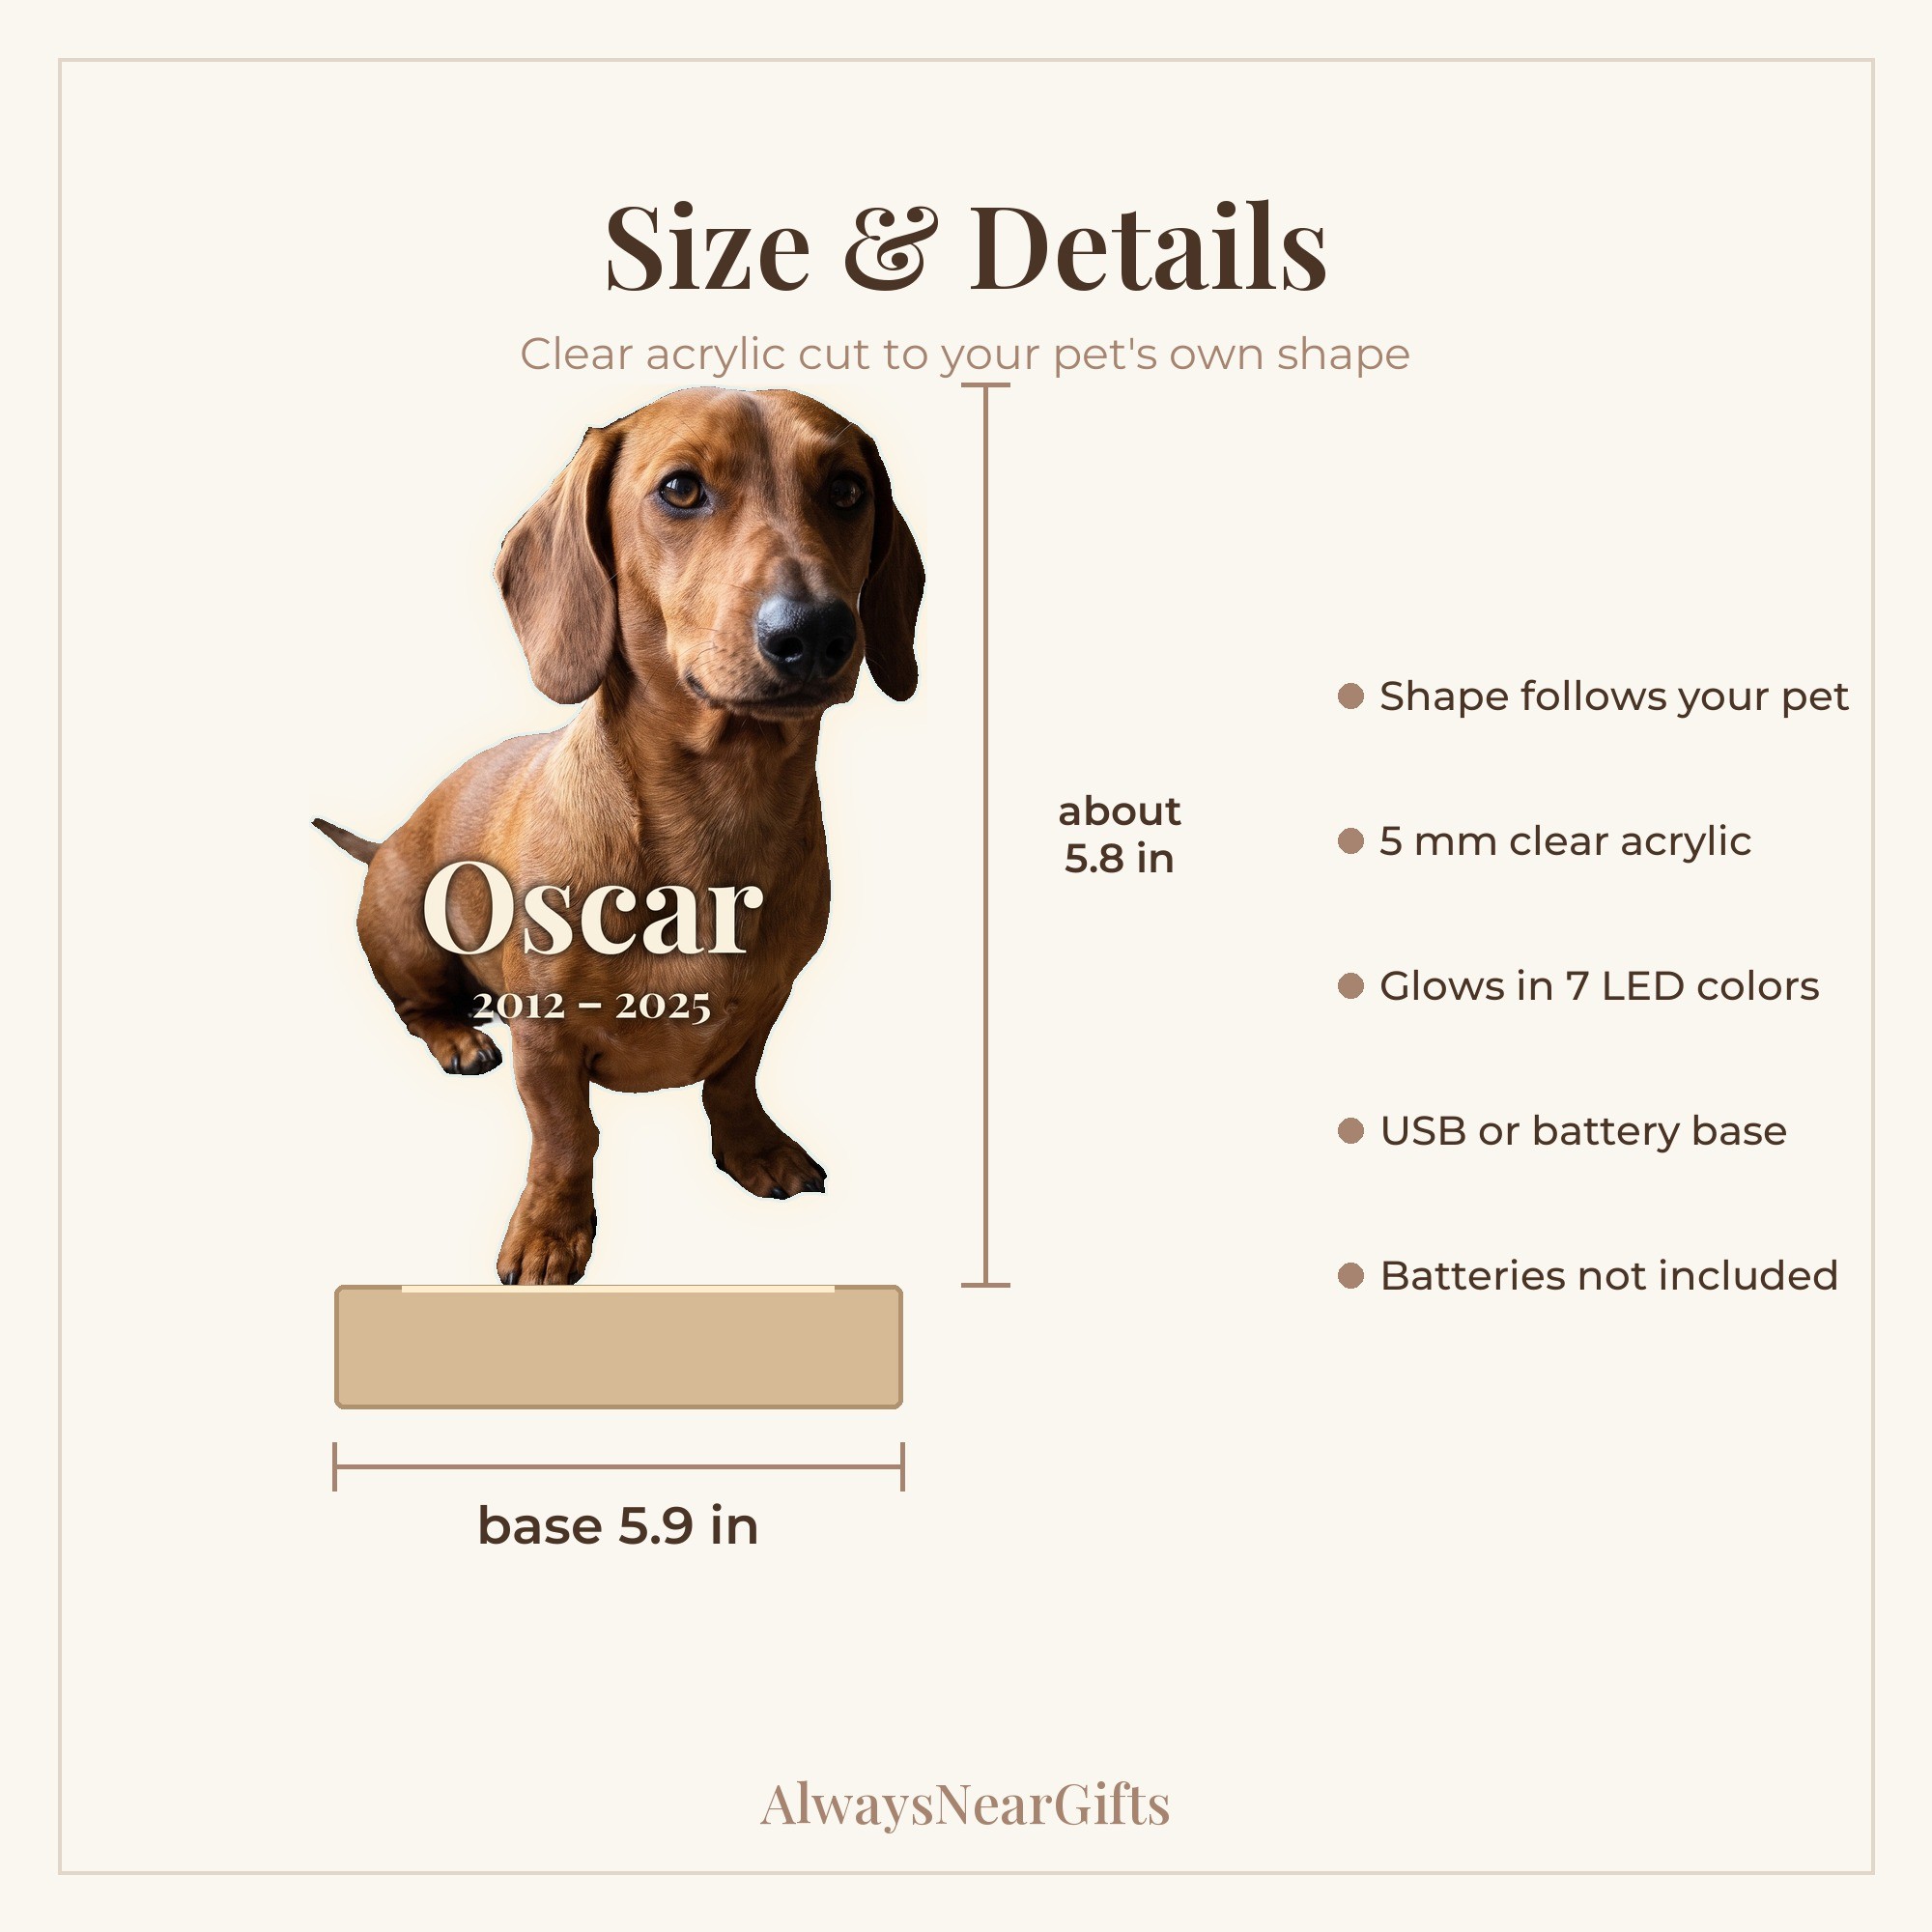 Size & Details
Clear acrylic cut to your pet's own shape
Shape follows your pet
about
5.8 in
5 mm clear acrylic
Oscar
2012 – 2025
Glows in 7 LED colors
USB or battery base
Batteries not included
base 5.9 in
AlwaysNearGifts